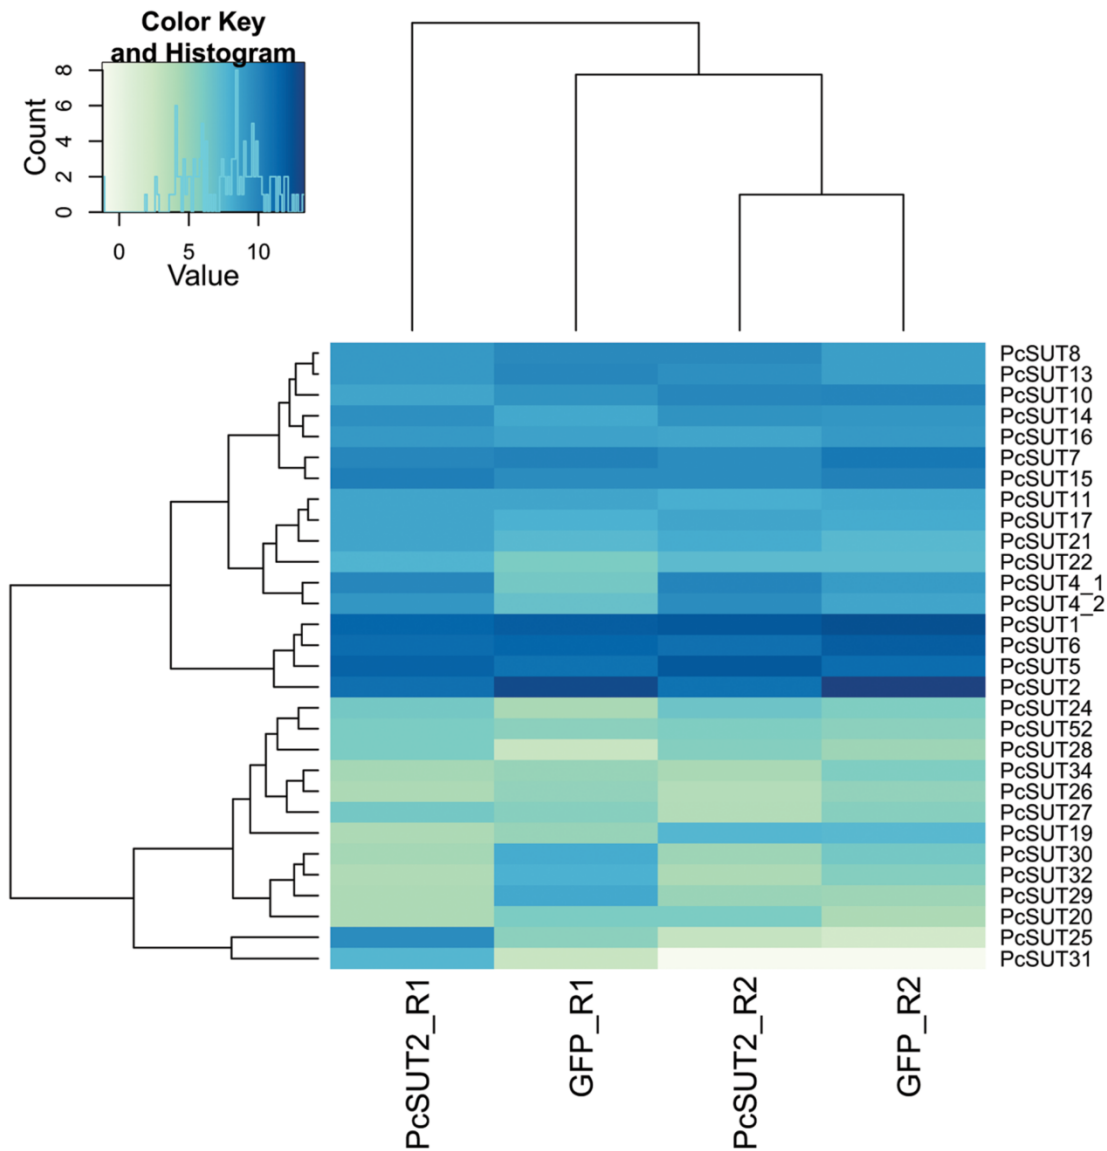 Color Key
and Histogram
Count
8
6
4
2
0
0 5 10
Value
PcSUT8
PcSUT13
PcSUT10
PcSUT14
PcSUT16
PcSUT7
PcSUT15
PcSUT11
PcSUT17
PcSUT21
PcSUT22
PcSUT4_1
PcSUT4_2
PcSUT1
PcSUT6
PcSUT5
PcSUT2
PcSUT24
PcSUT52
PcSUT28
PcSUT34
PcSUT26
PcSUT27
PcSUT19
PcSUT30
PcSUT32
PcSUT29
PcSUT20
PcSUT25
PcSUT31
PcSUT2_R1
GFP_R1
PcSUT2_R2
GFP_R2